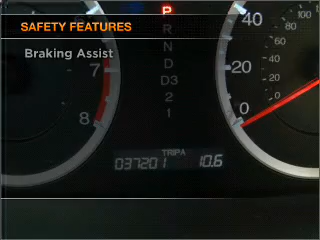 SAFETY FEATURES
Braking Assist
P
R
N
D
D3
2
1
7
8
40
20
0
100
80
60
40
20
0
TRIP A
037201 10.6